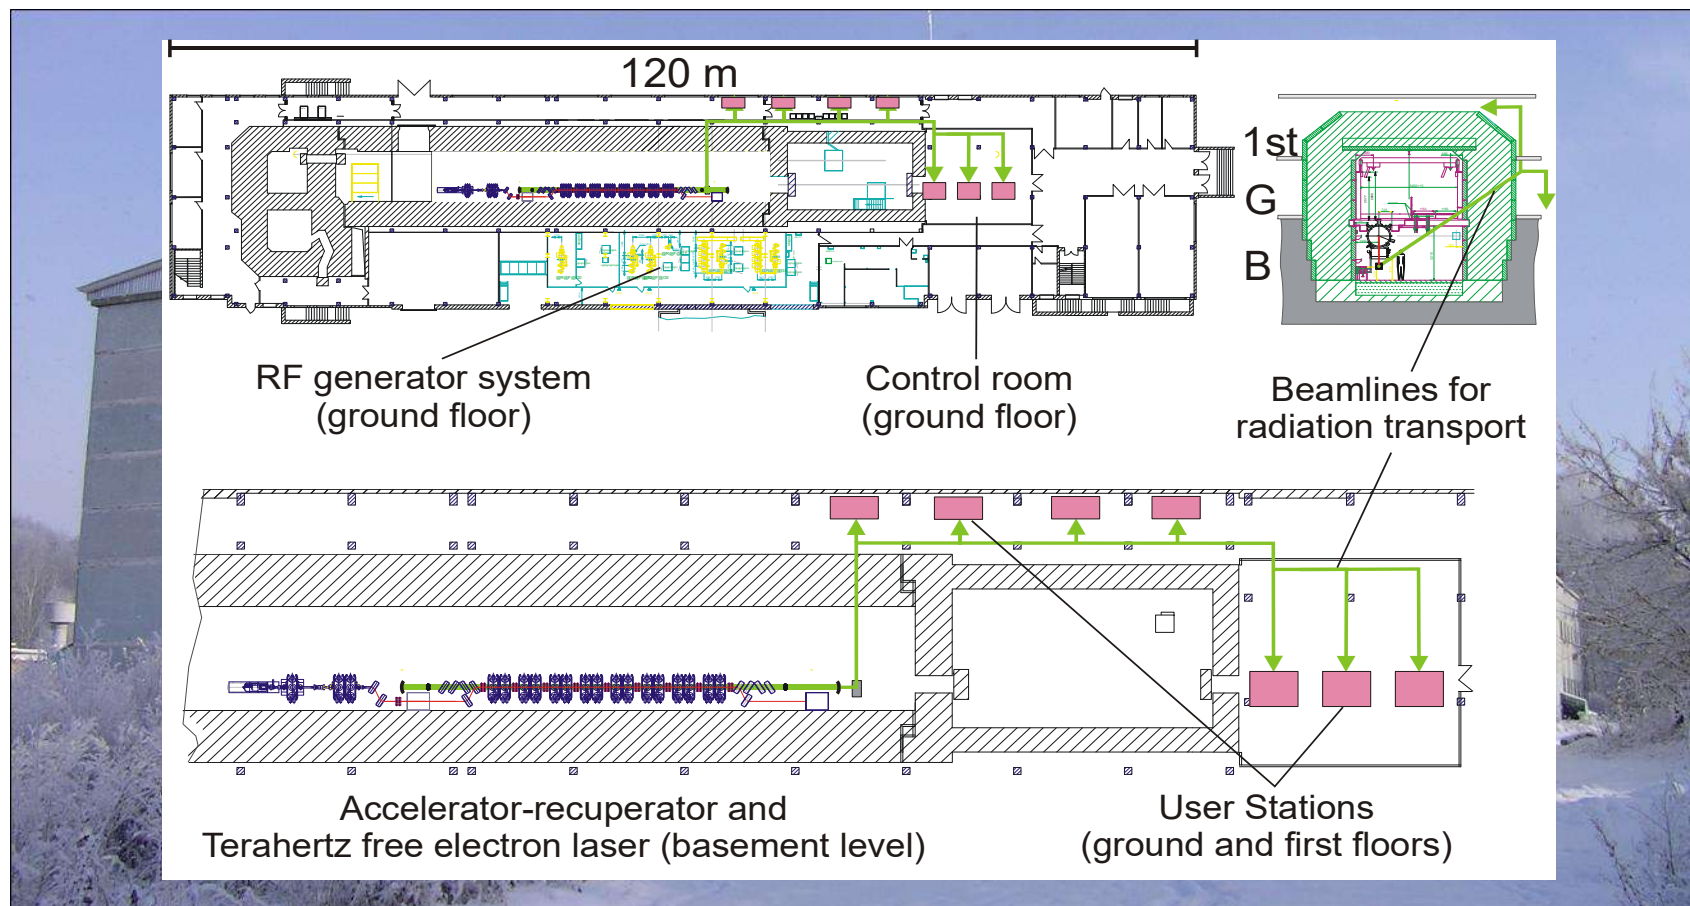 120 m
1st
G
B
RF generator system
(ground floor)
Control room
(ground floor)
Beamlines for
radiation transport
Accelerator-recuperator and
Terahertz free electron laser (basement level)
User Stations
(ground and first floors)